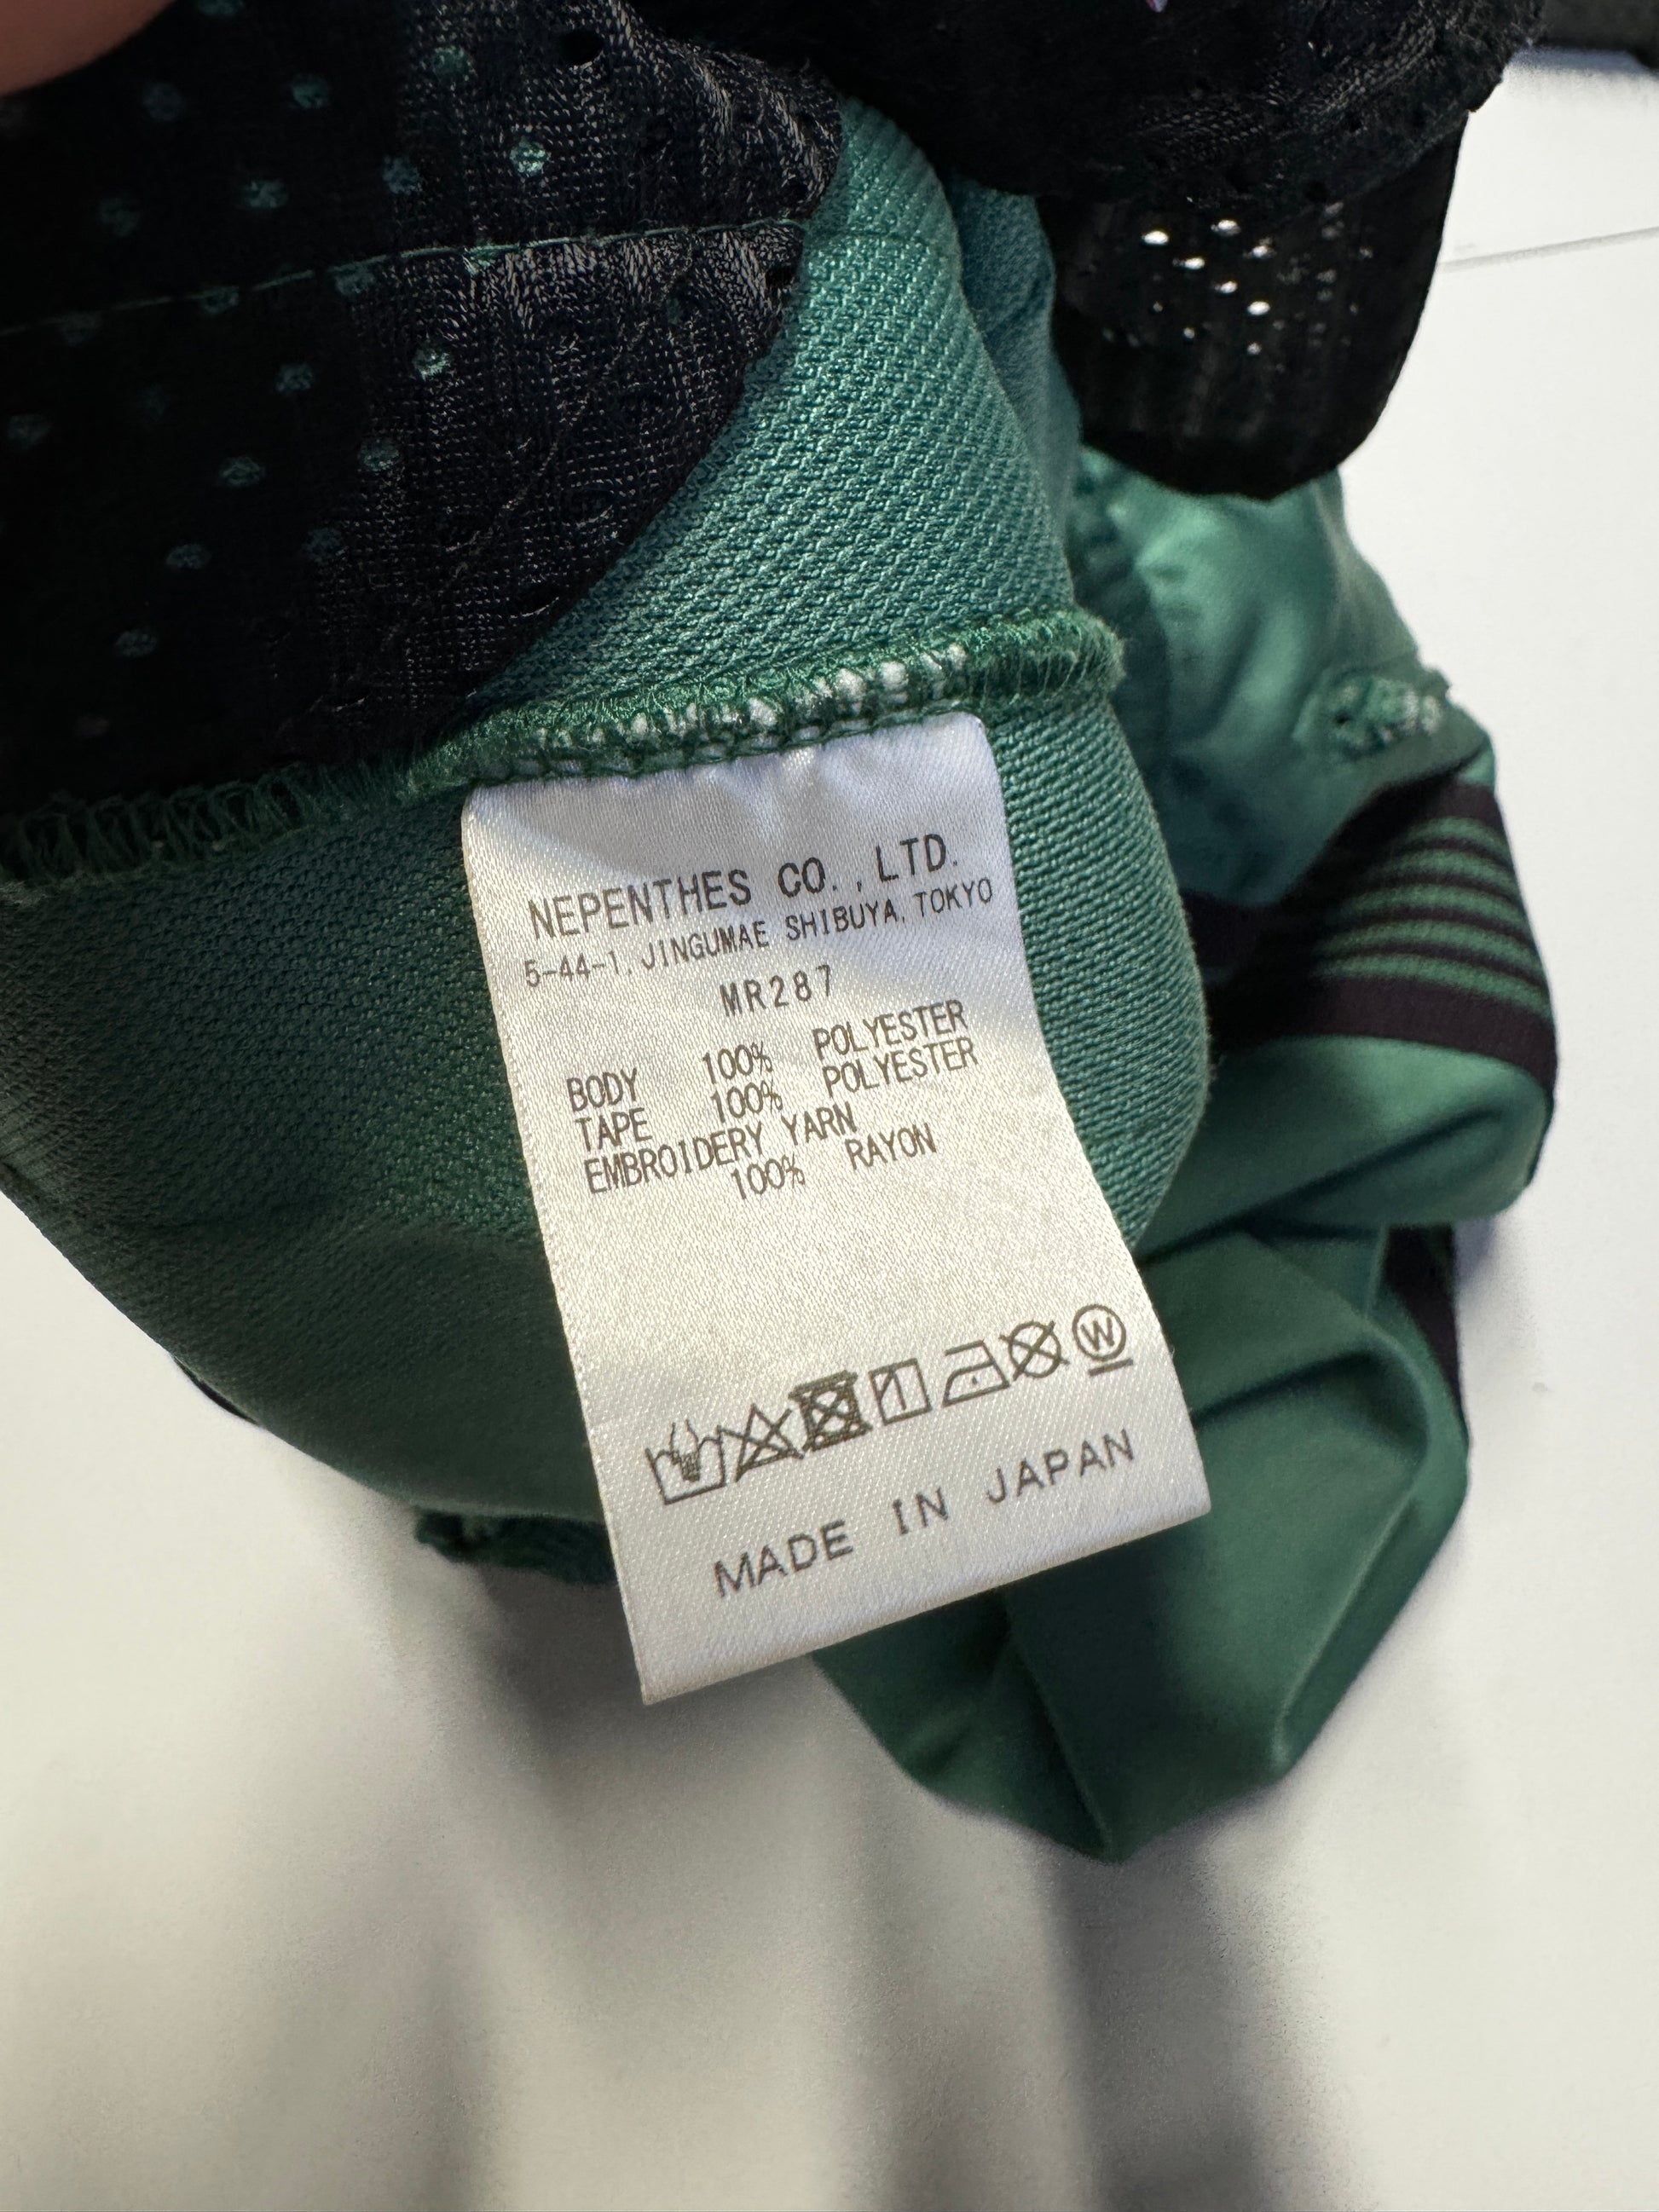 NEPENTHES CO.,LTD.
5-44-1, JINGUMAE SHIBUYA, TOKYO
MR287
BODY 100% POLYESTER
TAPE 100% POLYESTER
EMBROIDERY YARN
100% RAYON
W
MADE IN JAPAN